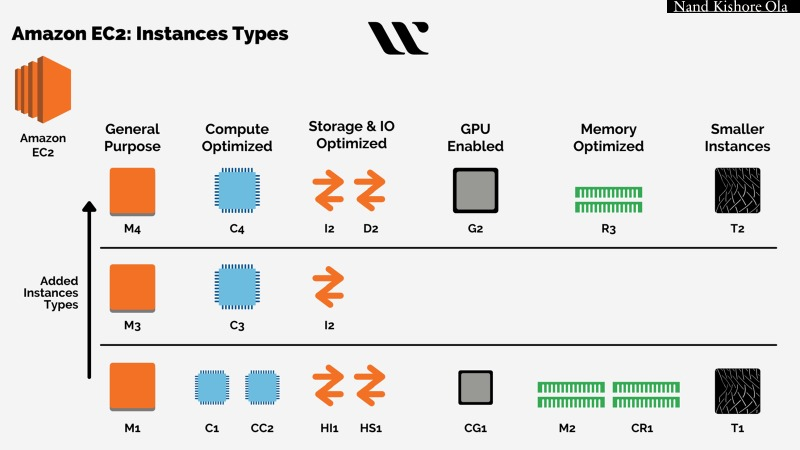 Nand Kishore Ola
Amazon EC2: Instances Types
Amazon
EC2
General
Purpose
Compute
Optimized
Storage & IO
Optimized
GPU
Enabled
Memory
Optimized
Smaller
Instances
M4 C4 I2 D2 G2 R3 T2
Added
Instances
Types
M3 C3 I2
M1 C1 CC2 HI1 HS1 CG1 M2 CR1 T1